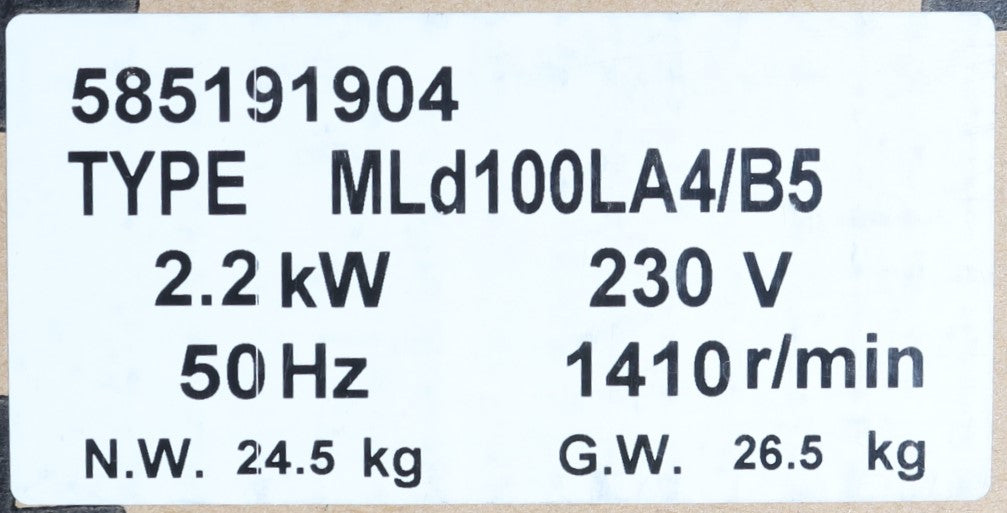 585191904
TYPE MLd100LA4/B5
2.2 kW 230 V
50 Hz 1410 r/min
N.W. 24.5 kg G.W. 26.5 kg